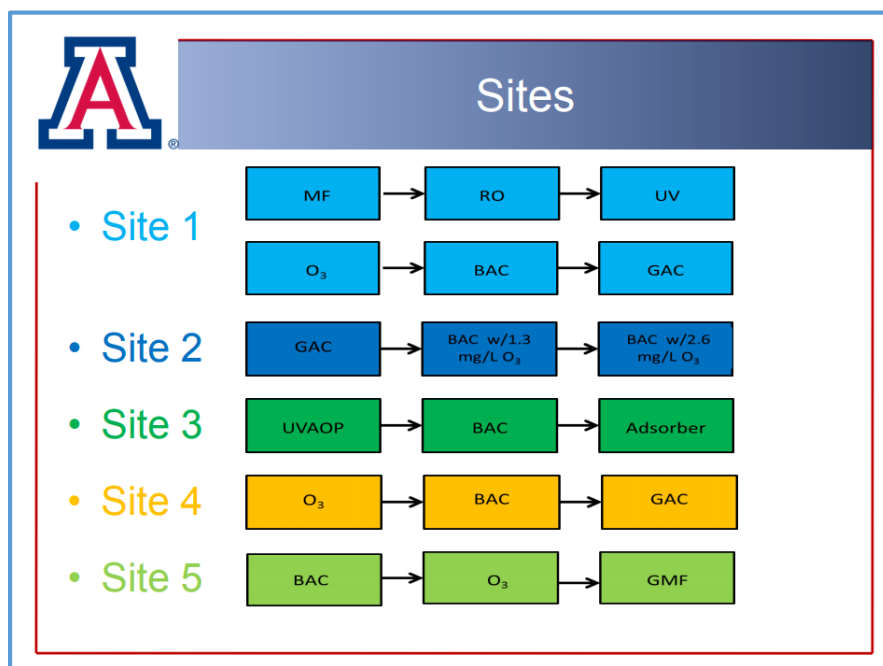 A
®
Sites
• Site 1
MF
RO
UV
O₃
BAC
GAC
• Site 2
GAC
BAC w/1.3
mg/L O₃
BAC w/2.6
mg/L O₃
• Site 3
UVAOP
BAC
Adsorber
• Site 4
O₃
BAC
GAC
• Site 5
BAC
O₃
GMF